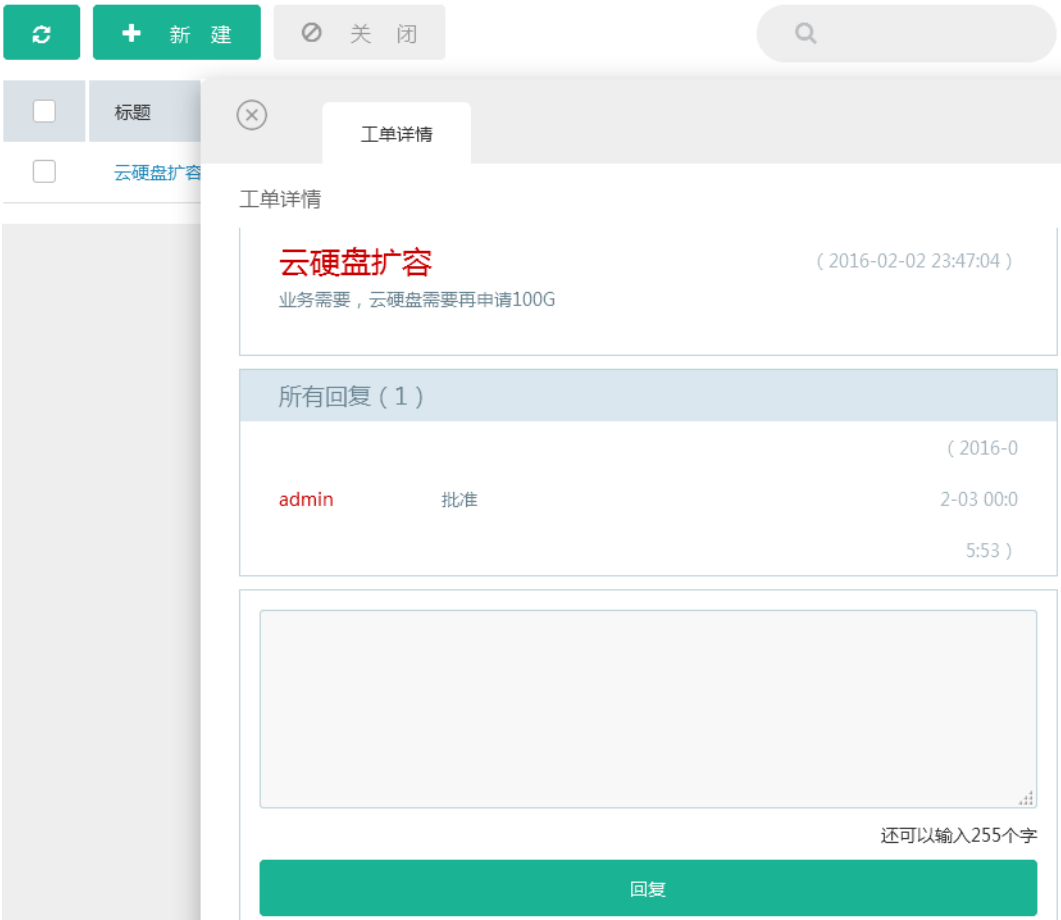 新 建
关 闭
标题
云硬盘扩容
工单详情
工单详情
云硬盘扩容
（2016-02-02 23:47:04）
业务需要，云硬盘需要再申请100G
所有回复（1）
admin
批准
（2016-0
2-03 00:0
5:53）
还可以输入255个字
回复